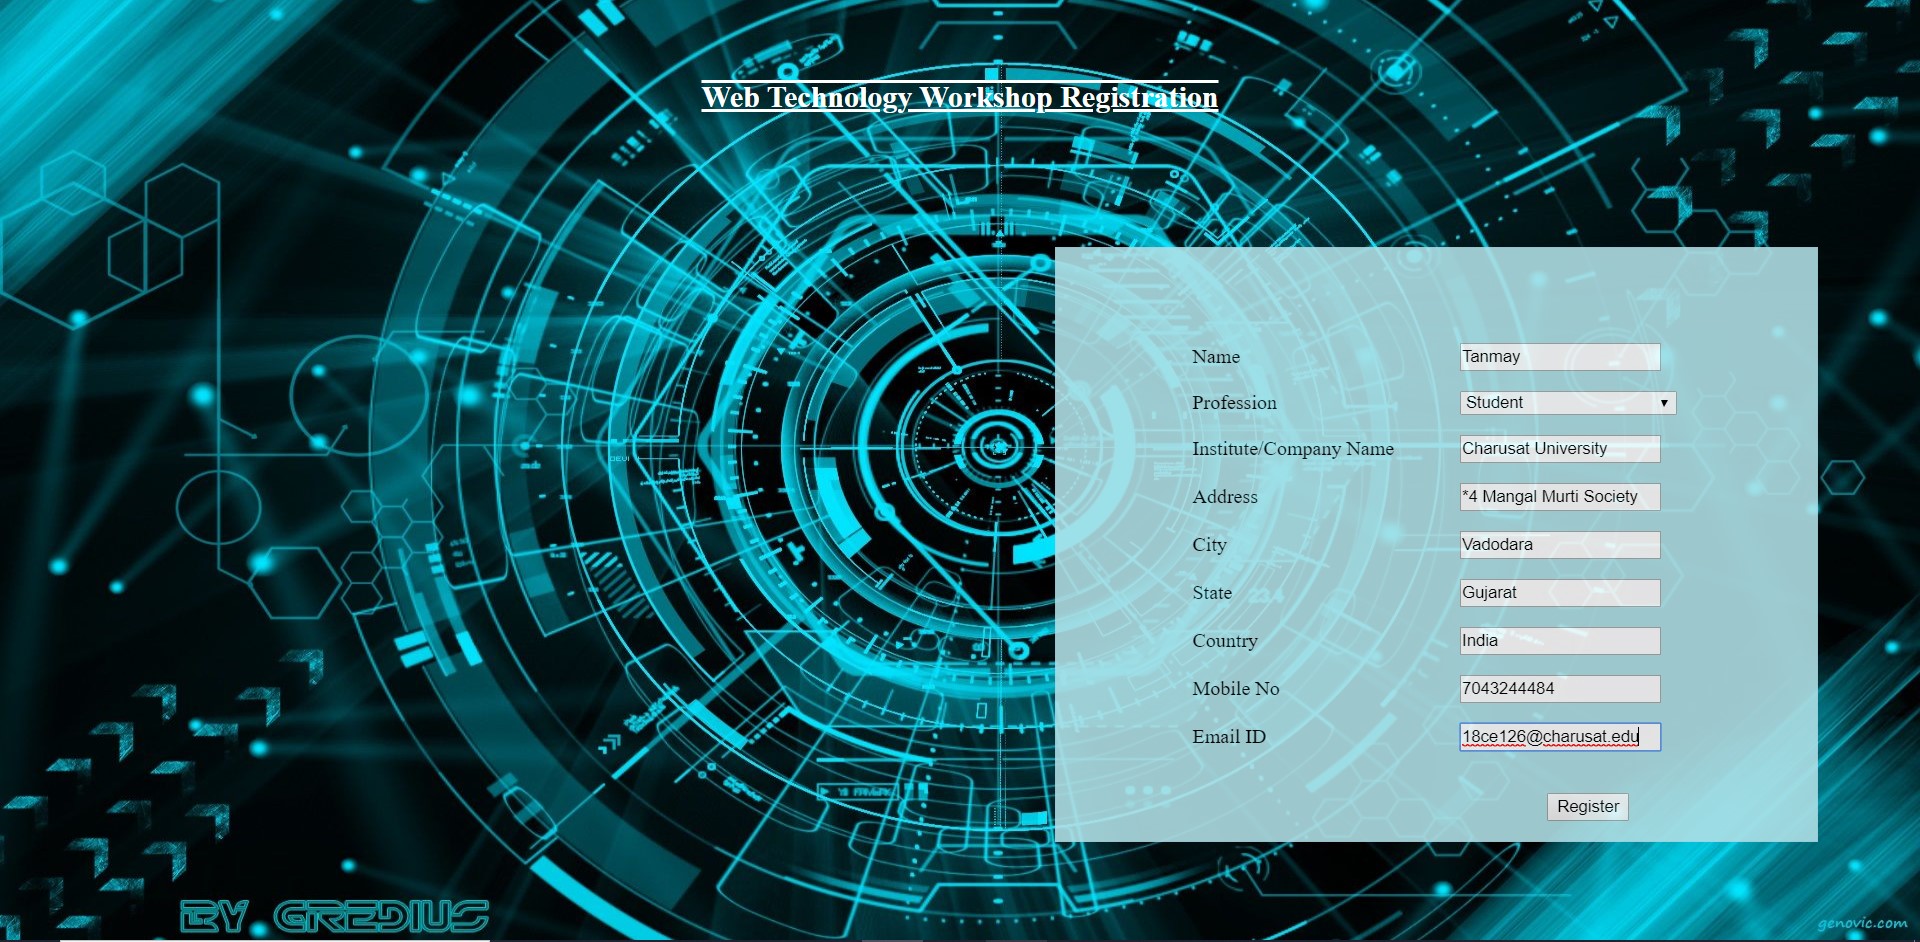 Web Technology Workshop Registration
Name Tanmay
Profession Student
Institute/Company Name Charusat University
Address *4 Mangal Murti Society
City Vadodara
State Gujarat
Country India
Mobile No 7043244484
Email ID 18ce126@charusat.edu
Register
BY GREDIUS
genovic.com